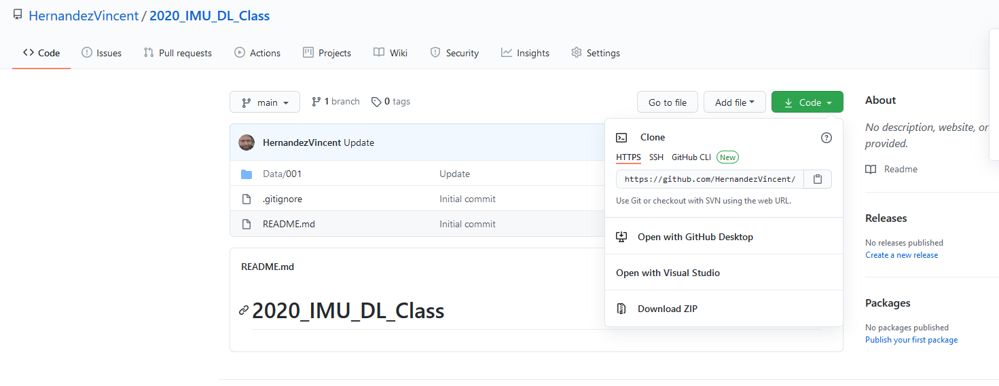 HernandezVincent / 2020_IMU_DL_Class
Code Issues Pull requests Actions Projects Wiki Security Insights Settings
main 1 branch 0 tags Go to file Add file Code
HernandezVincent Update
Data/001 Update
.gitignore Initial commit
README.md Initial commit
README.md
2020_IMU_DL_Class
Clone
HTTPS SSH GitHub CLI New
https://github.com/HernandezVincent/
Use Git or checkout with SVN using the web URL.
Open with GitHub Desktop
Open with Visual Studio
Download ZIP
About
No description, website, or
provided.
Readme
Releases
No releases published
Create a new release
Packages
No packages published
Publish your first package